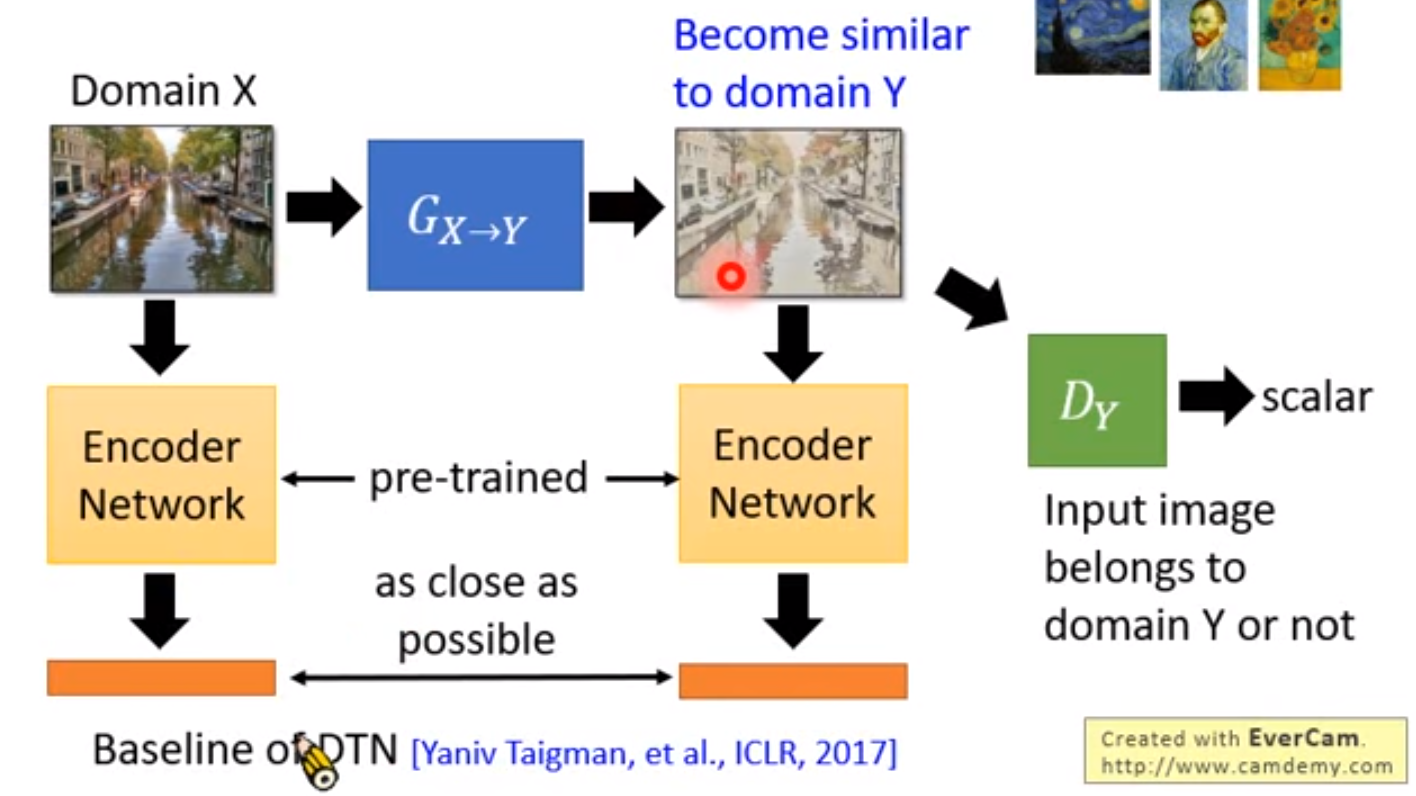 Domain X
Become similar
to domain Y
G_{X→Y}
Encoder
Network
pre-trained
Encoder
Network
D_Y
scalar
as close as
possible
Input image
belongs to
domain Y or not
Baseline of DTN [Yaniv Taigman, et al., ICLR, 2017]
Created with EverCam.
http://www.camdemy.com